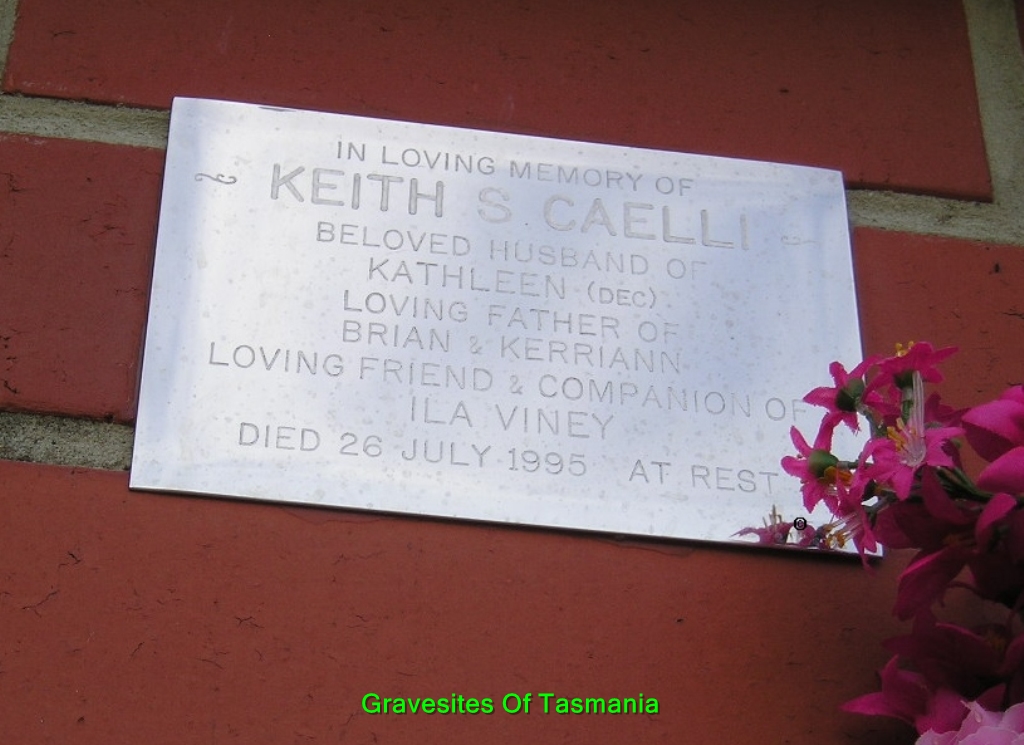 IN LOVING MEMORY OF
KEITH S. CAELLI
BELOVED HUSBAND OF
KATHLEEN (DEC)
LOVING FATHER OF
BRIAN & KERRIANN
LOVING FRIEND & COMPANION OF
ILA VINEY
DIED 26 JULY 1995 AT REST
©
Gravesites Of Tasmania